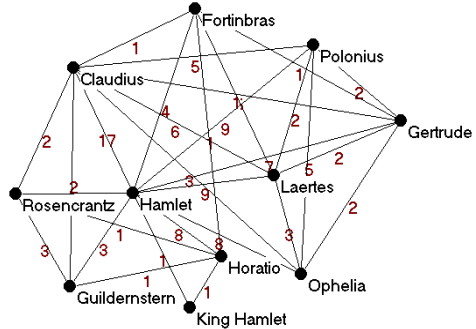 Fortinbras
1
Polonius
5
1
Claudius
2
4
1
9
2
Gertrude
6
1
2
17
2
7
5
3
Laertes
2
9
2
Rosencrantz
Hamlet
1
8
3
8
3
3
1
Horatio
Ophelia
Guildernstern
1
King Hamlet